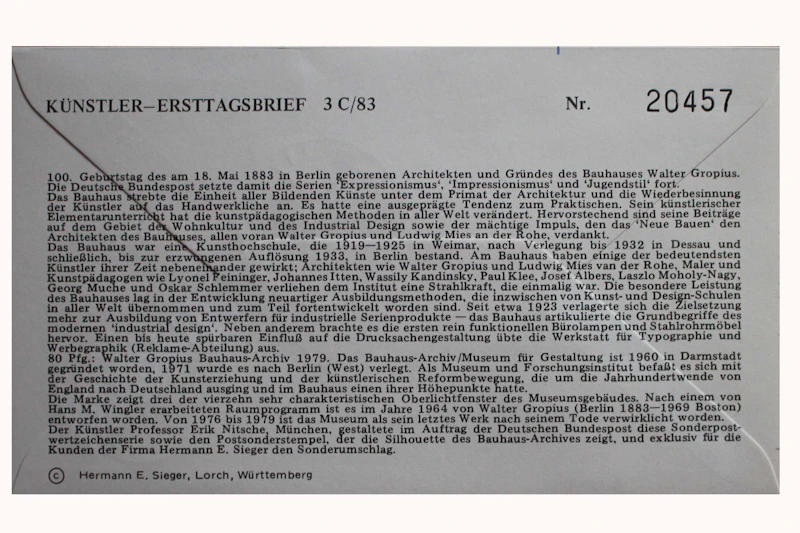 KÜNSTLER–ERSTTAGSBRIEF 3 C/83
Nr. 20457
100. Geburtstag des am 18. Mai 1883 in Berlin geborenen Architekten und Gründes des Bauhauses Walter Gropius.
Die Deutsche Bundespost setzte damit die Serien 'Expressionismus', 'Impressionismus' und 'Jugendstil' fort.
Das Bauhaus strebte die Einheit aller Bildenden Künste unter dem Primat der Architektur und die Wiederbesinnung
der Künstler auf das Handwerkliche an. Es hatte eine ausgeprägte Tendenz zum Praktischen. Sein künstlerischer
Elementarunterricht hat die kunstpädagogischen Methoden in aller Welt verändert. Hervorstechend sind seine Beiträge
auf dem Gebiet der Wohnkultur und des Industrial Design sowie der mächtige Impuls, den das 'Neue Bauen' den
Architekten des Bauhauses, allen voran Walter Gropius und Ludwig Mies an der Rohe, verdankt.
Das Bauhaus war eine Kunsthochschule, die 1919—1925 in Weimar, nach Verlegung bis 1932 in Dessau und
schließlich, bis zur erzwungenen Auflösung 1933, in Berlin bestand. Am Bauhaus haben einige der bedeutendsten
Künstler ihrer Zeit nebeneinander gewirkt; Architekten wie Walter Gropius und Ludwig Mies van der Rohe, Maler und
Kunstpädagogen wie Lyonel Feininger, Johannes Itten, Wassily Kandinsky, Paul Klee, Josef Albers, Laszlo Moholy-Nagy,
Georg Muche und Oskar Schlemmer verliehen dem Institut eine Strahlkraft, die einmalig war. Die besondere Leistung
des Bauhauses lag in der Entwicklung neuartiger Ausbildungsmethoden, die inzwischen von Kunst- und Design-Schulen
in aller Welt übernommen und zum Teil fortentwickelt worden sind. Seit etwa 1923 verlagerte sich die Zielsetzung
mehr zur Ausbildung von Entwerfern für industrielle Serienprodukte — das Bauhaus artikulierte die Grundbegriffe des
modernen 'industrial design'. Neben anderem brachte es die ersten rein funktionellen Bürolampen und Stahlrohrmöbel
hervor. Einen bis heute spürbaren Einfluß auf die Drucksachengestaltung übte die Werkstatt für Typographie und
Werbegraphik (Reklame-Abteilung) aus.
80 Pfg.: Walter Gropius Bauhaus-Archiv 1979. Das Bauhaus-Archiv/Museum für Gestaltung ist 1960 in Darmstadt
gegründet worden, 1971 wurde es nach Berlin (West) verlegt. Als Museum und Forschungsinstitut befaßt es sich mit
der Geschichte der Kunsterziehung und der künstlerischen Reformbewegung, die um die Jahrhundertwende von
England nach Deutschland ausging und im Bauhaus einen ihrer Höhepunkte hatte.
Die Marke zeigt drei der vierzehn sehr charakteristischen Oberlichtfenster des Museumsgebäudes. Nach einem von
Hans M. Wingler erarbeiteten Raumprogramm ist es im Jahre 1964 von Walter Gropius (Berlin 1883—1969 Boston)
entworfen worden. Von 1976 bis 1979 ist das Museum als sein letztes Werk nach seinem Tode verwirklicht worden.
Der Künstler Professor Erik Nitsche, München, gestaltete im Auftrag der Deutschen Bundespost diese Sonderpost-
wertzeichenserie sowie den Postsonderstempel, der die Silhouette des Bauhaus-Archives zeigt, und exklusiv für die
Kunden der Firma Hermann E. Sieger den Sonderumschlag.
© Hermann E. Sieger, Lorch, Württemberg